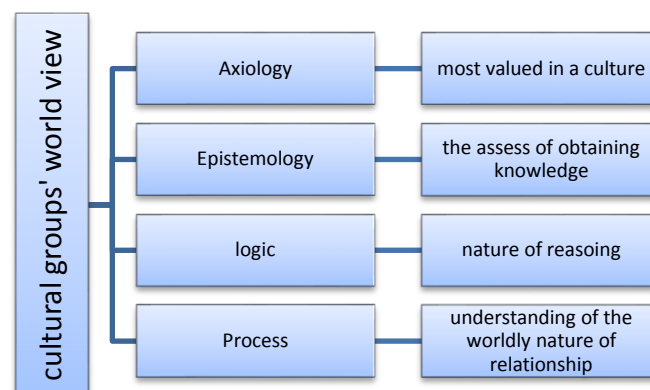 cultural groups' world view
Axiology
most valued in a culture
Epistemology
the assess of obtaining
knowledge
logic
nature of reasoing
Process
understanding of the
worldly nature of
relationship